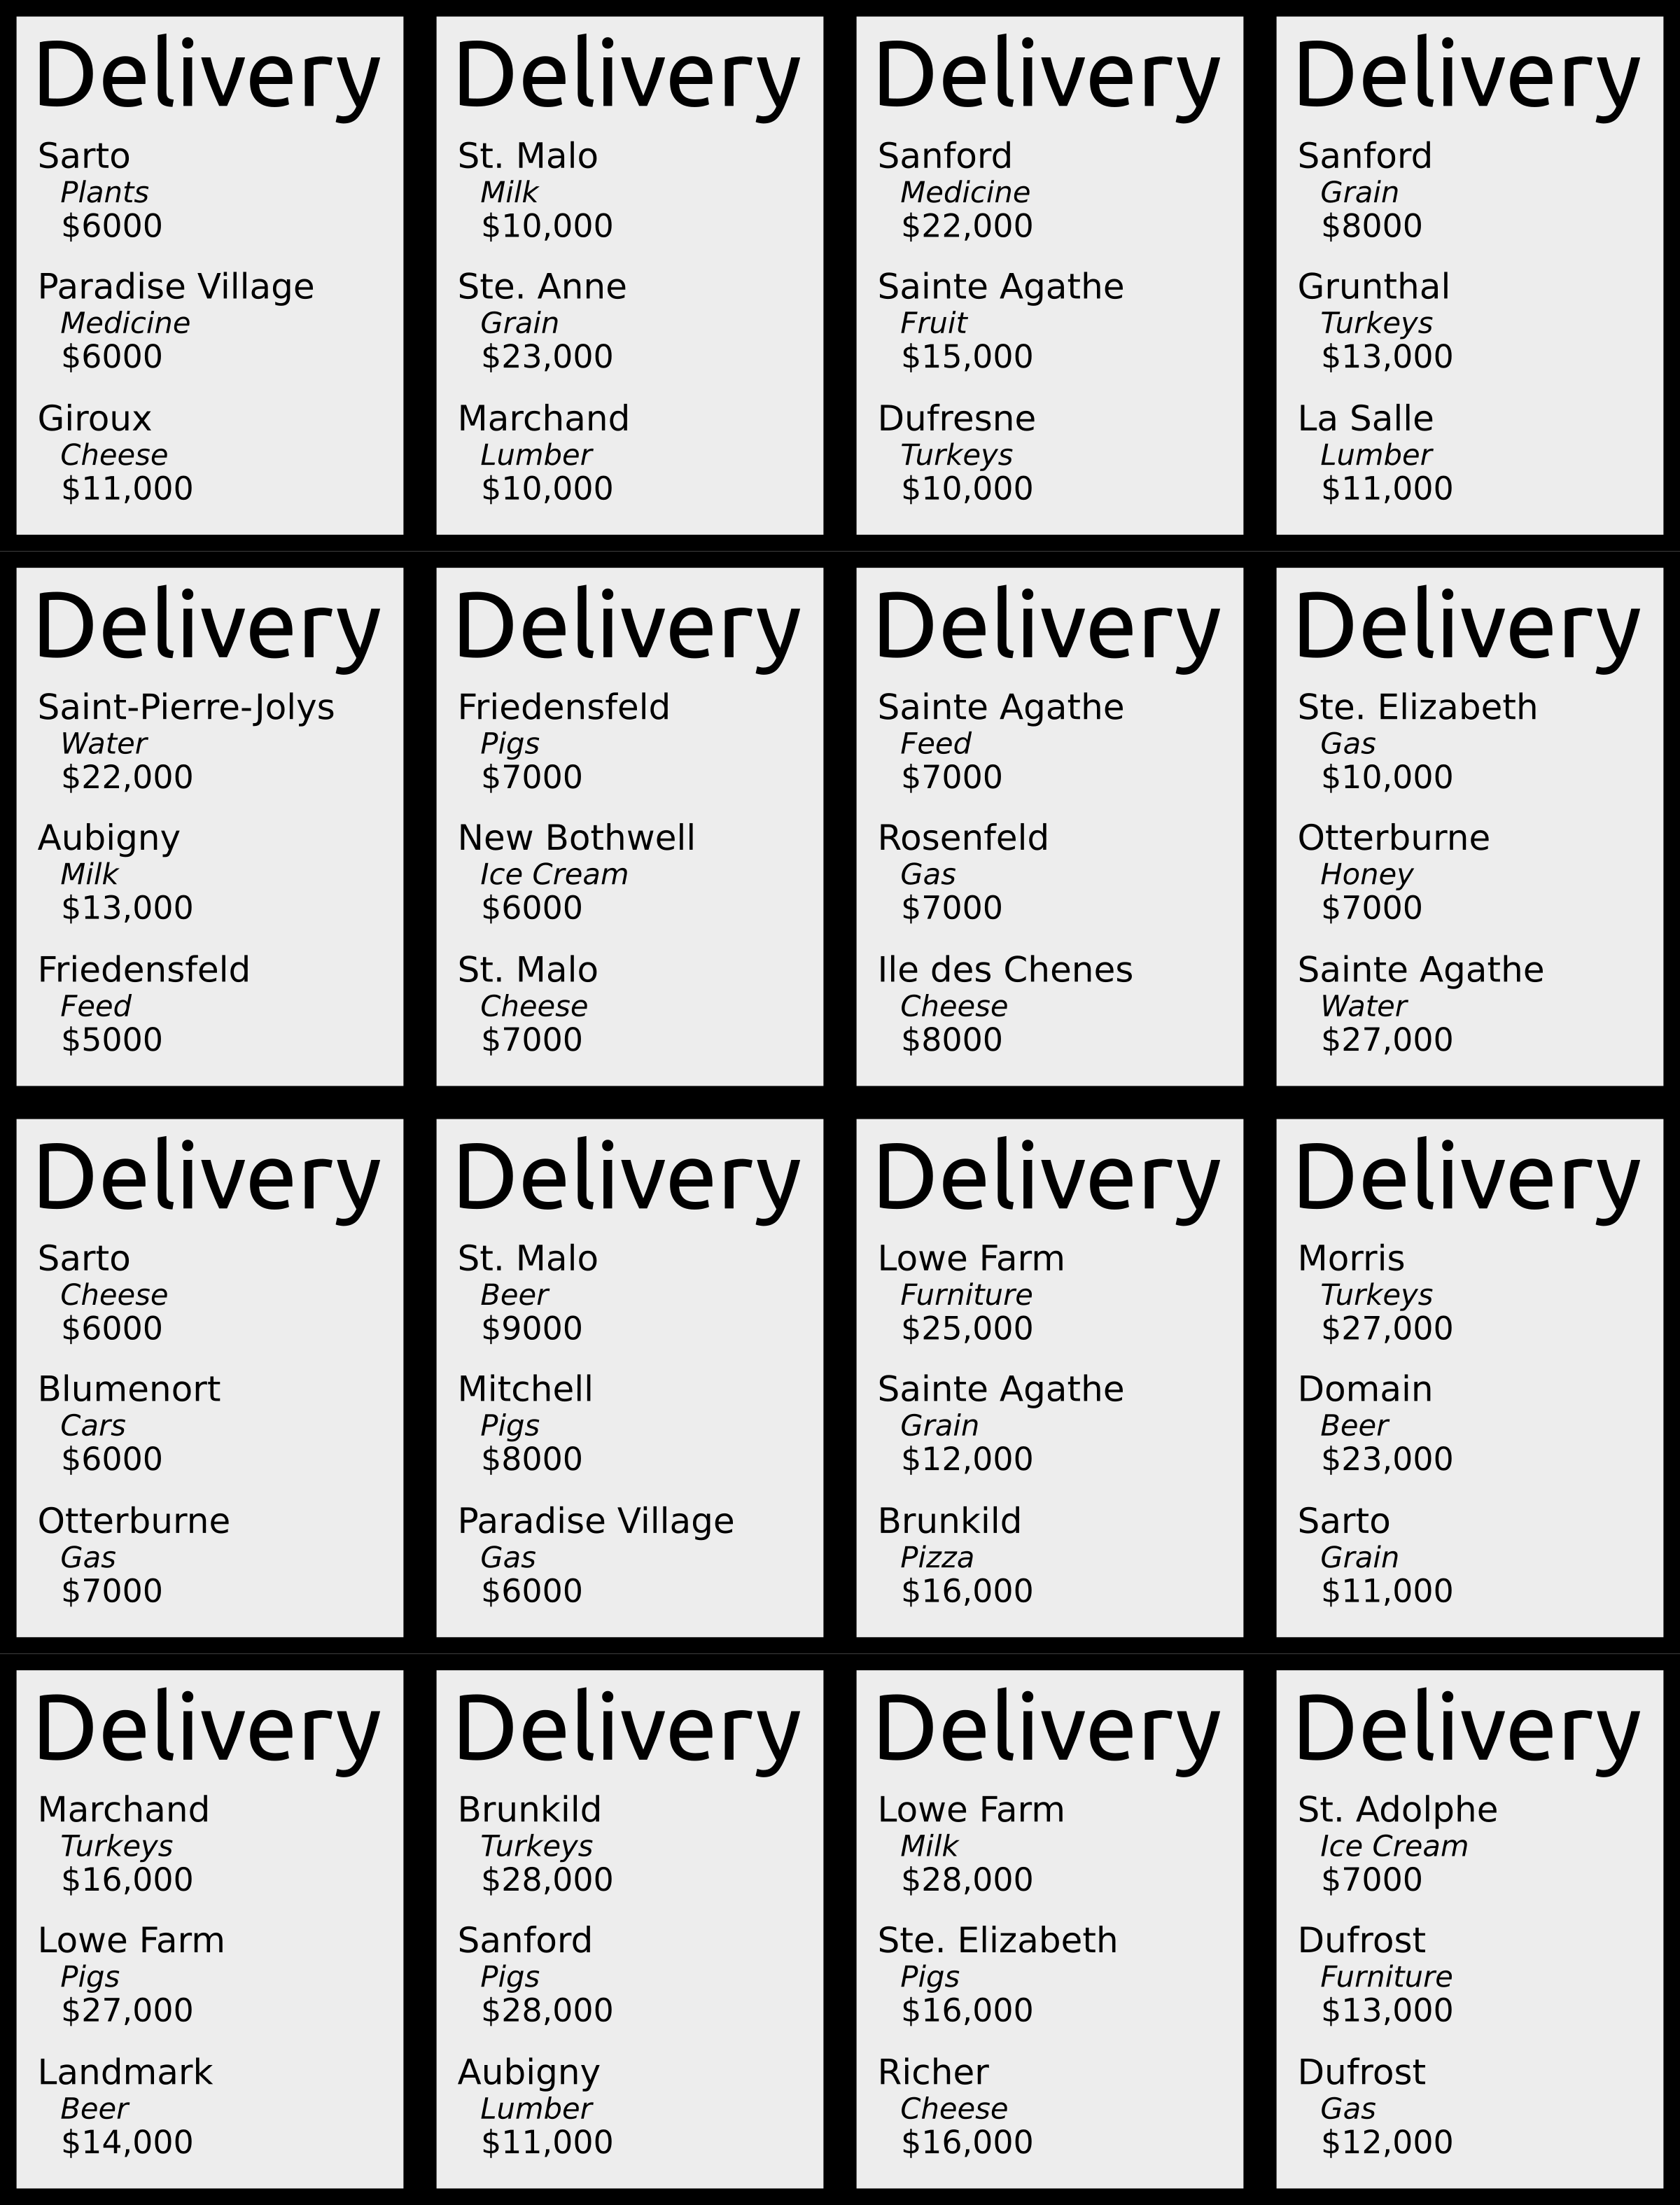 Delivery
Sarto
Plants
$6000
Paradise Village
Medicine
$6000
Giroux
Cheese
$11,000
Delivery
St. Malo
Milk
$10,000
Ste. Anne
Grain
$23,000
Marchand
Lumber
$10,000
Delivery
Sanford
Medicine
$22,000
Sainte Agathe
Fruit
$15,000
Dufresne
Turkeys
$10,000
Delivery
Sanford
Grain
$8000
Grunthal
Turkeys
$13,000
La Salle
Lumber
$11,000
Delivery
Saint-Pierre-Jolys
Water
$22,000
Aubigny
Milk
$13,000
Friedensfeld
Feed
$5000
Delivery
Friedensfeld
Pigs
$7000
New Bothwell
Ice Cream
$6000
St. Malo
Cheese
$7000
Delivery
Sainte Agathe
Feed
$7000
Rosenfeld
Gas
$7000
Ile des Chenes
Cheese
$8000
Delivery
Ste. Elizabeth
Gas
$10,000
Otterburne
Honey
$7000
Sainte Agathe
Water
$27,000
Delivery
Sarto
Cheese
$6000
Blumenort
Cars
$6000
Otterburne
Gas
$7000
Delivery
St. Malo
Beer
$9000
Mitchell
Pigs
$8000
Paradise Village
Gas
$6000
Delivery
Lowe Farm
Furniture
$25,000
Sainte Agathe
Grain
$12,000
Brunkild
Pizza
$16,000
Delivery
Morris
Turkeys
$27,000
Domain
Beer
$23,000
Sarto
Grain
$11,000
Delivery
Marchand
Turkeys
$16,000
Lowe Farm
Pigs
$27,000
Landmark
Beer
$14,000
Delivery
Brunkild
Turkeys
$28,000
Sanford
Pigs
$28,000
Aubigny
Lumber
$11,000
Delivery
Lowe Farm
Milk
$28,000
Ste. Elizabeth
Pigs
$16,000
Richer
Cheese
$16,000
Delivery
St. Adolphe
Ice Cream
$7000
Dufrost
Furniture
$13,000
Dufrost
Gas
$12,000